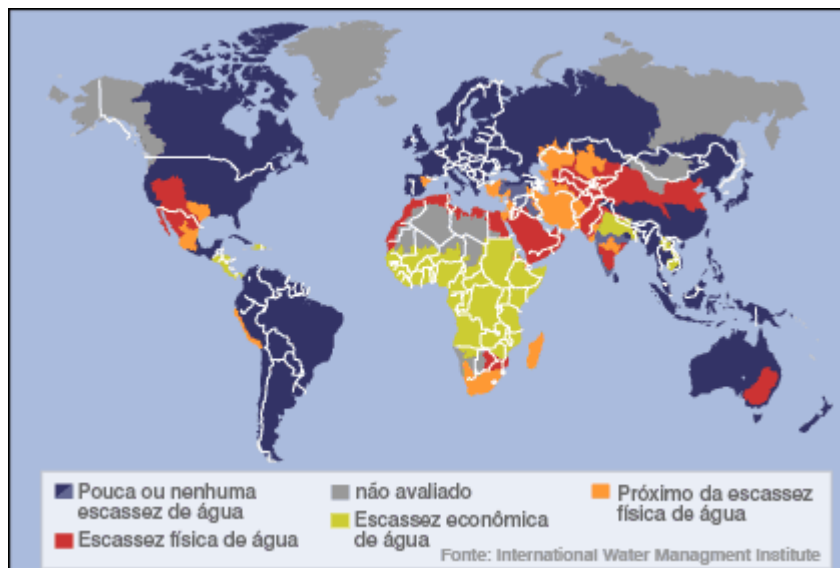 Pouca ou nenhuma
escassez de água
Escassez física de água
não avaliado
Escassez econômica
de água
Próximo da escassez
física de água
Fonte: International Water Managment Institute